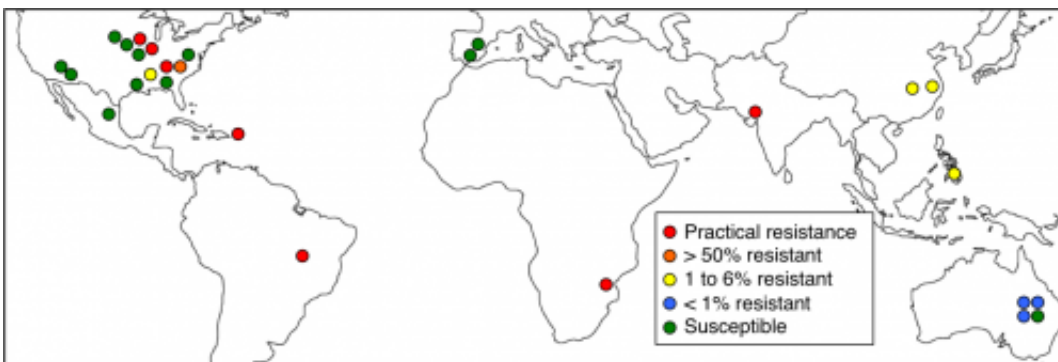 Practical resistance
> 50% resistant
1 to 6% resistant
< 1% resistant
Susceptible